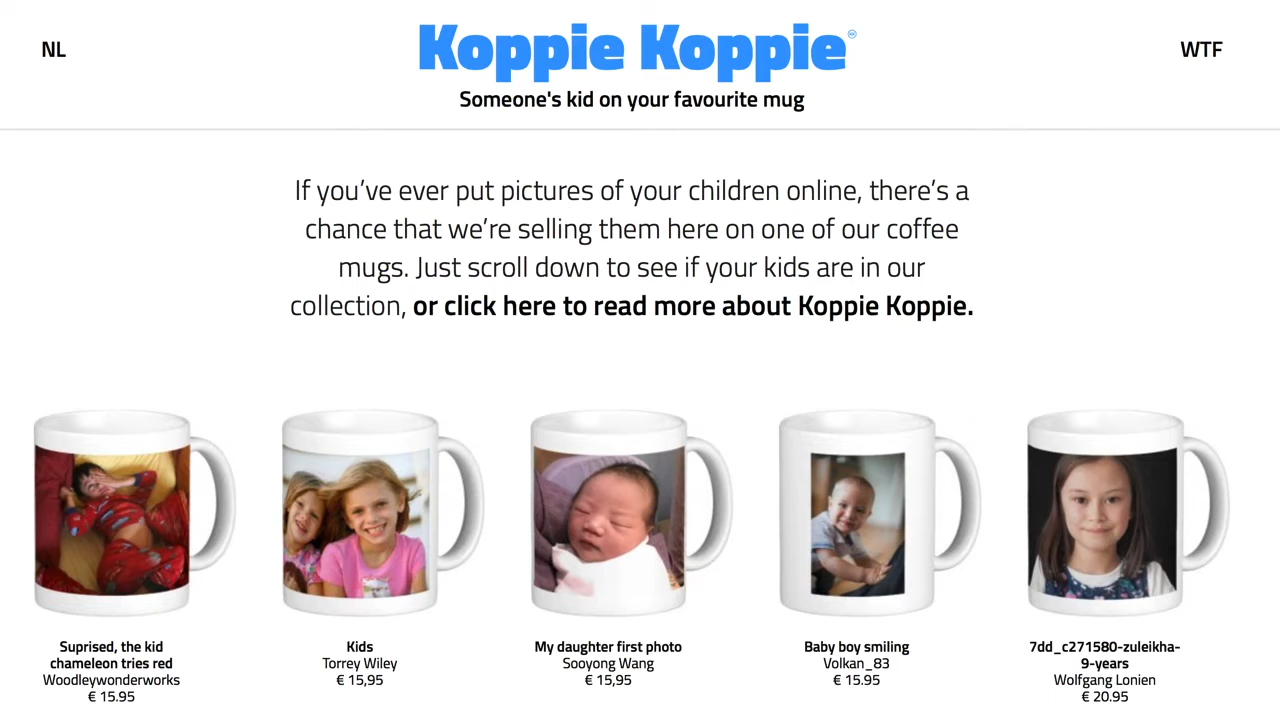 NL
Koppie Koppie
WTF
Someone's kid on your favourite mug
If you’ve ever put pictures of your children online, there’s a
chance that we’re selling them here on one of our coffee
mugs. Just scroll down to see if your kids are in our
collection, or click here to read more about Koppie Koppie.
Suprised, the kid
chameleon tries red
Woodleywonderworks
€ 15.95
Kids
Torrey Wiley
€ 15,95
My daughter first photo
Sooyong Wang
€ 15,95
Baby boy smiling
Volkan_83
€ 15.95
7dd_c271580-zuleikha-
9-years
Wolfgang Lonien
€ 20.95